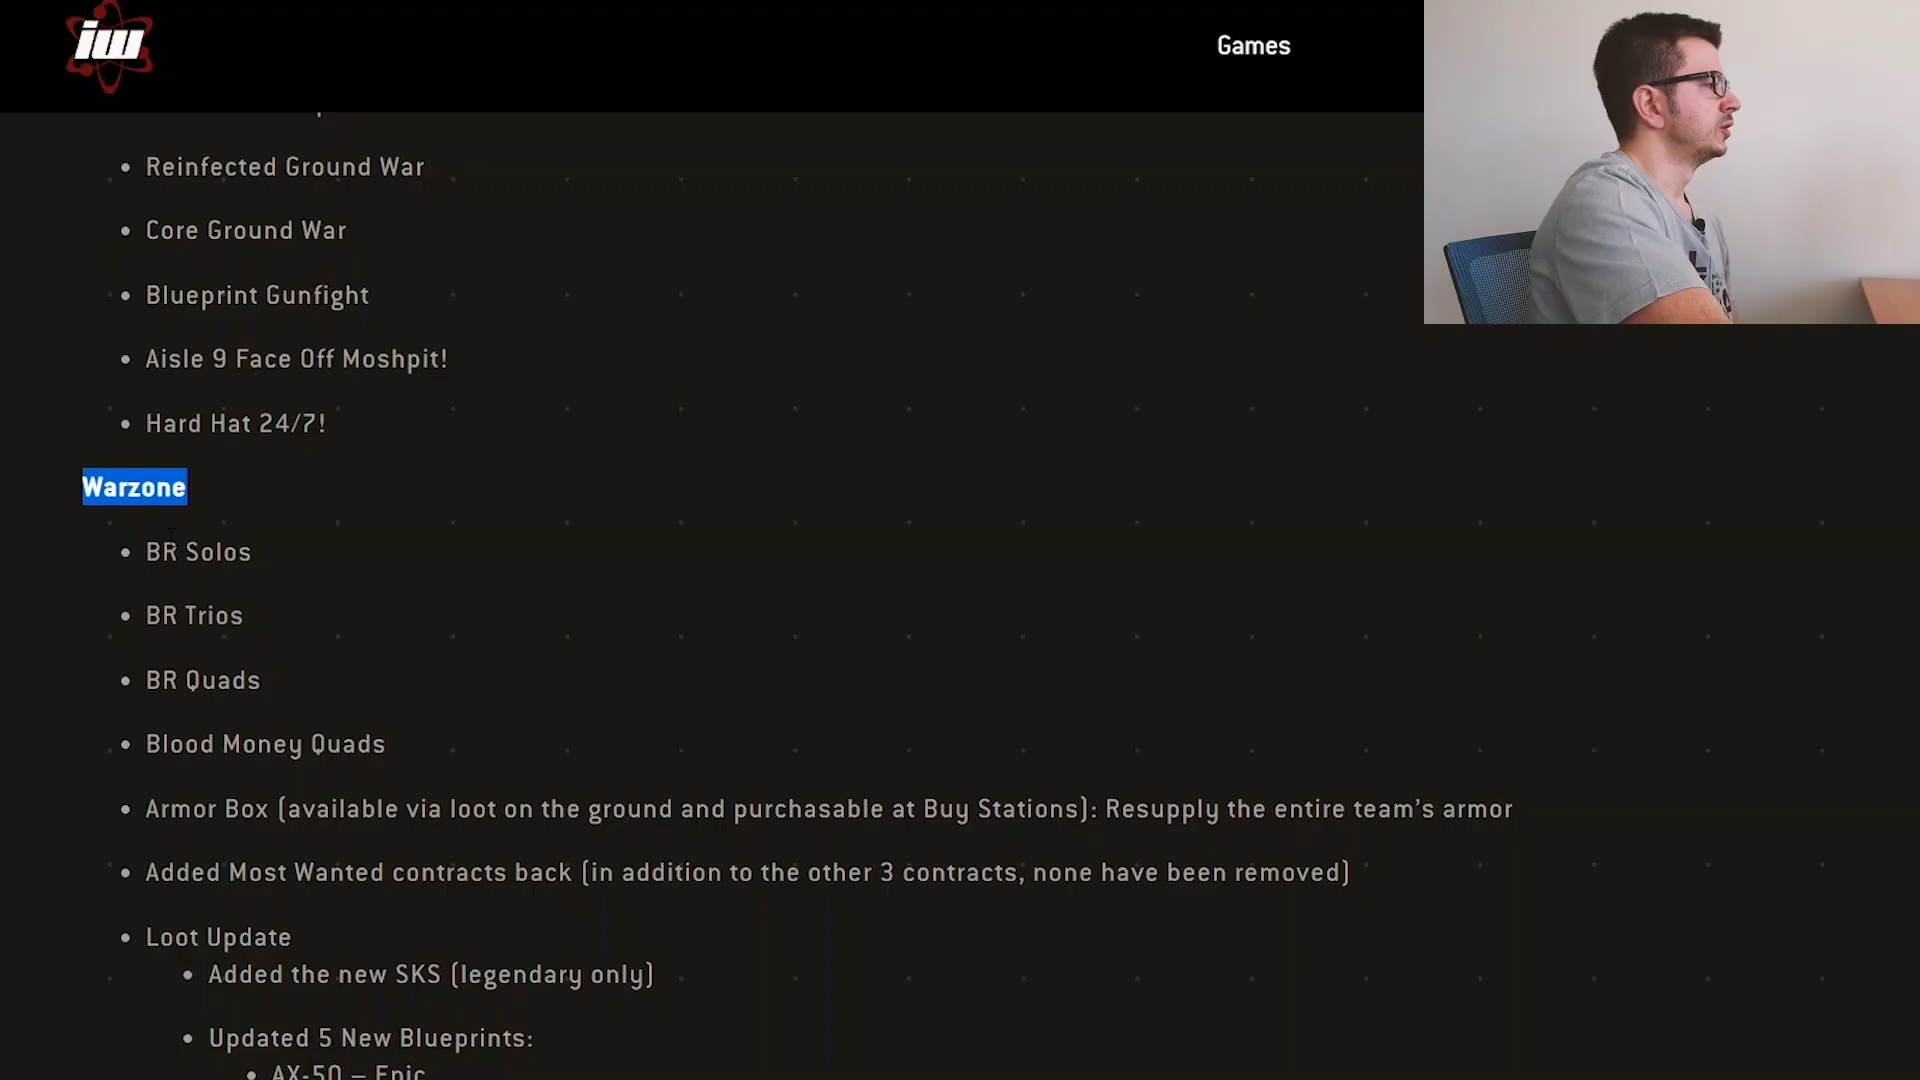 iw
Games
Reinfected Ground War
Core Ground War
Blueprint Gunfight
Aisle 9 Face Off Moshpit!
Hard Hat 24/7!
Warzone
BR Solos
BR Trios
BR Quads
Blood Money Quads
Armor Box (available via loot on the ground and purchasable at Buy Stations): Resupply the entire team’s armor
Added Most Wanted contracts back (in addition to the other 3 contracts, none have been removed)
Loot Update
Added the new SKS (legendary only)
Updated 5 New Blueprints:
AX-50 – Epic